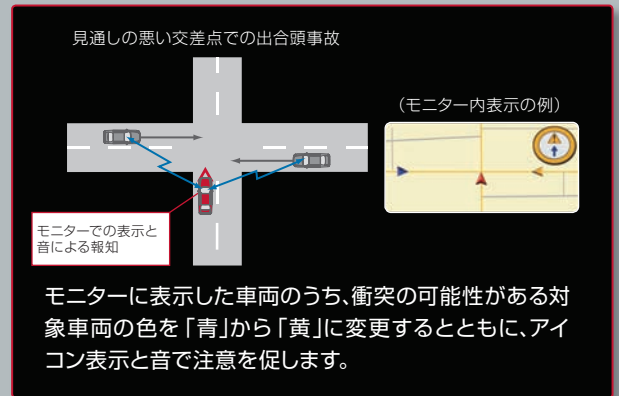 見通しの悪い交差点での出合頭事故
（モニター内表示の例）
モニターでの表示と
音による報知
モニターに表示した車両のうち、衝突の可能性がある対
象車両の色を「青」から「黄」に変更するとともに、アイ
コン表示と音で注意を促します。